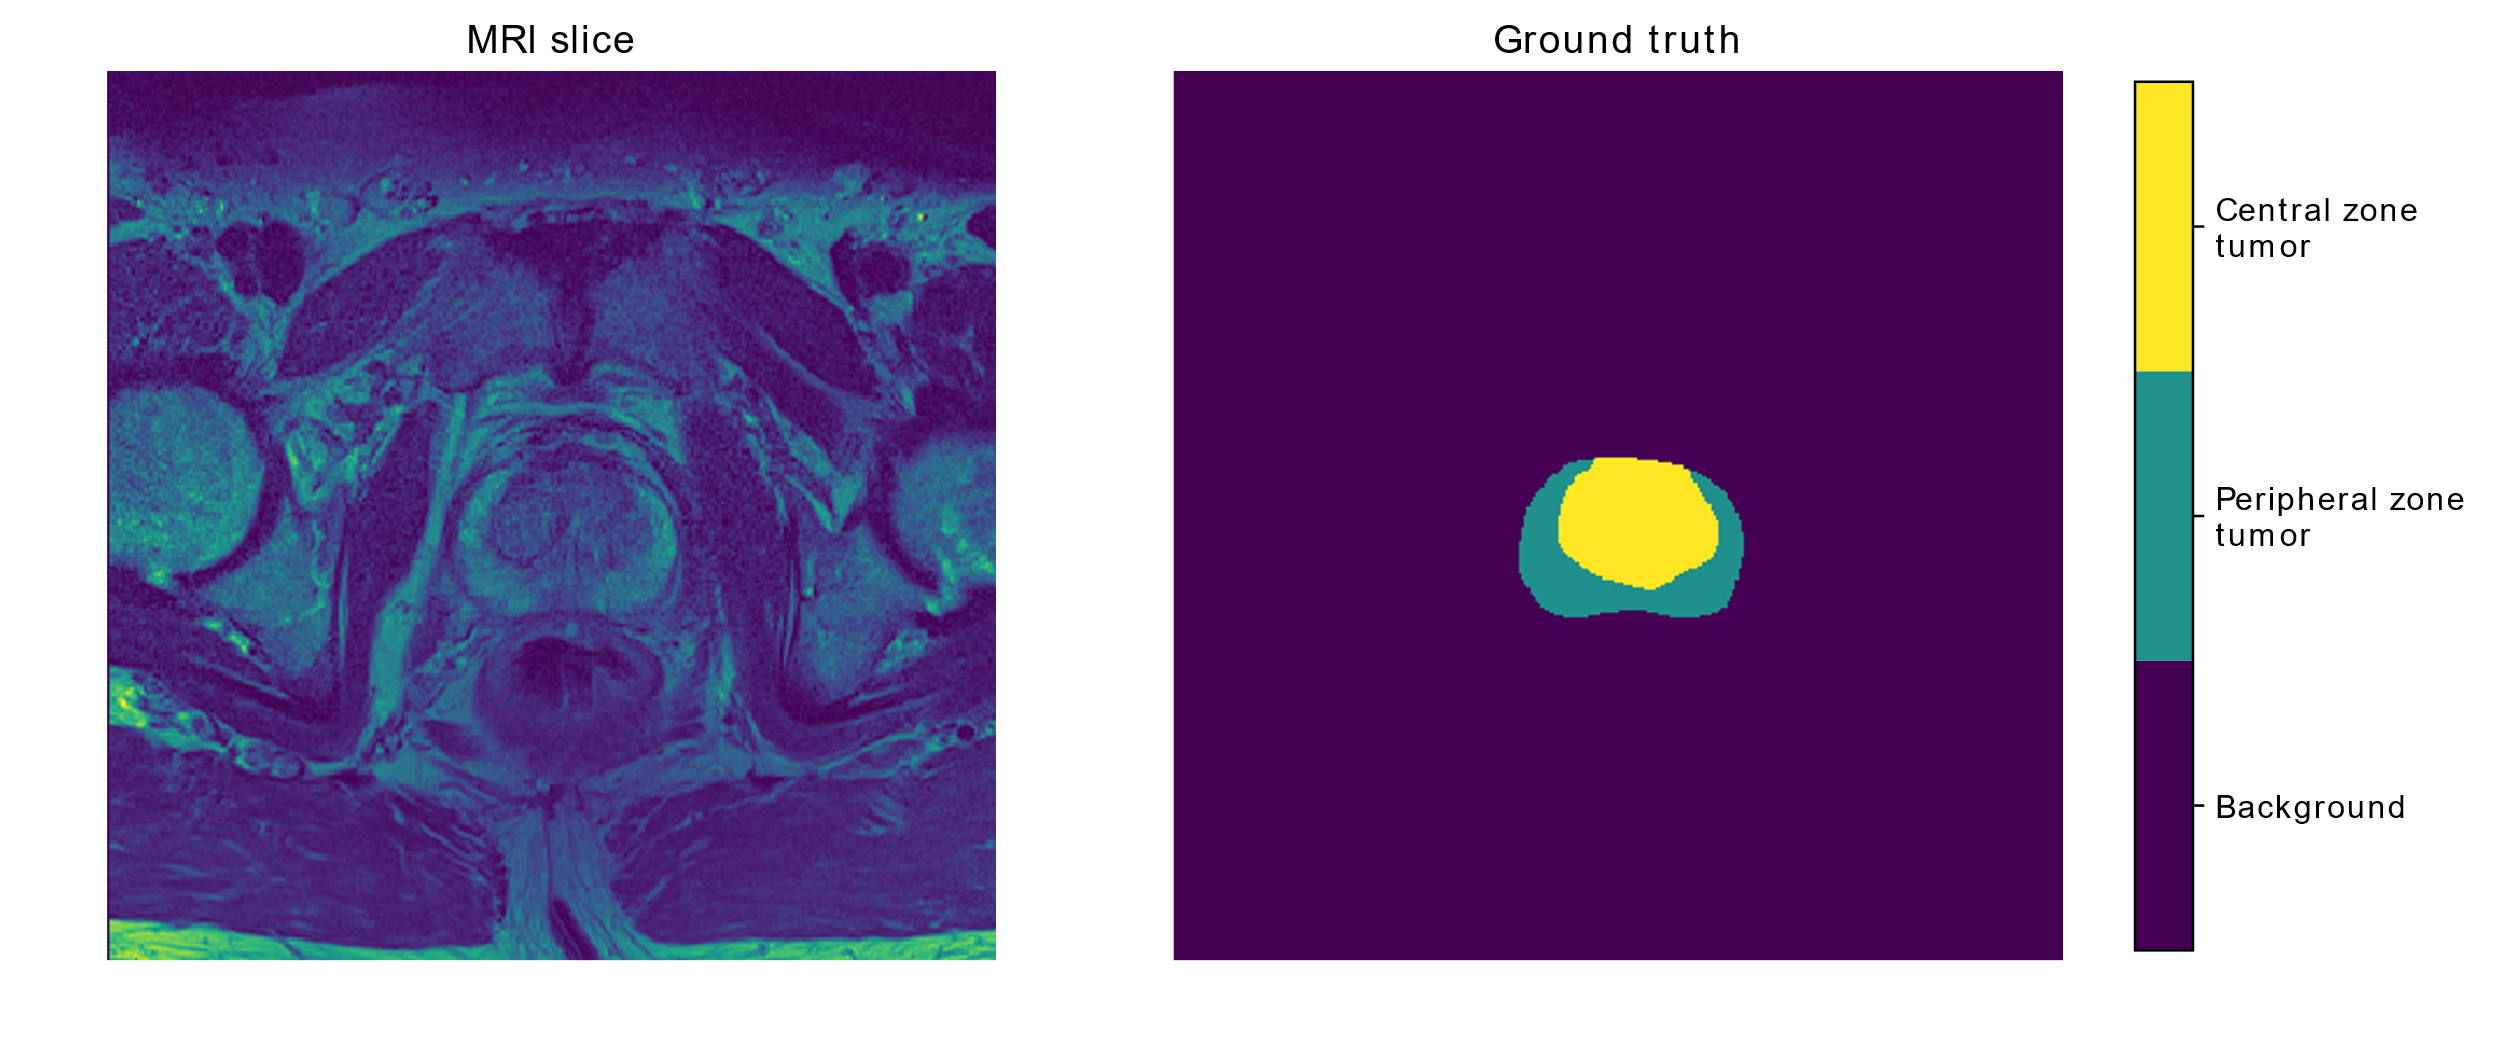 MRI slice
Ground truth
Central zone
tumor
Peripheral zone
tumor
Background